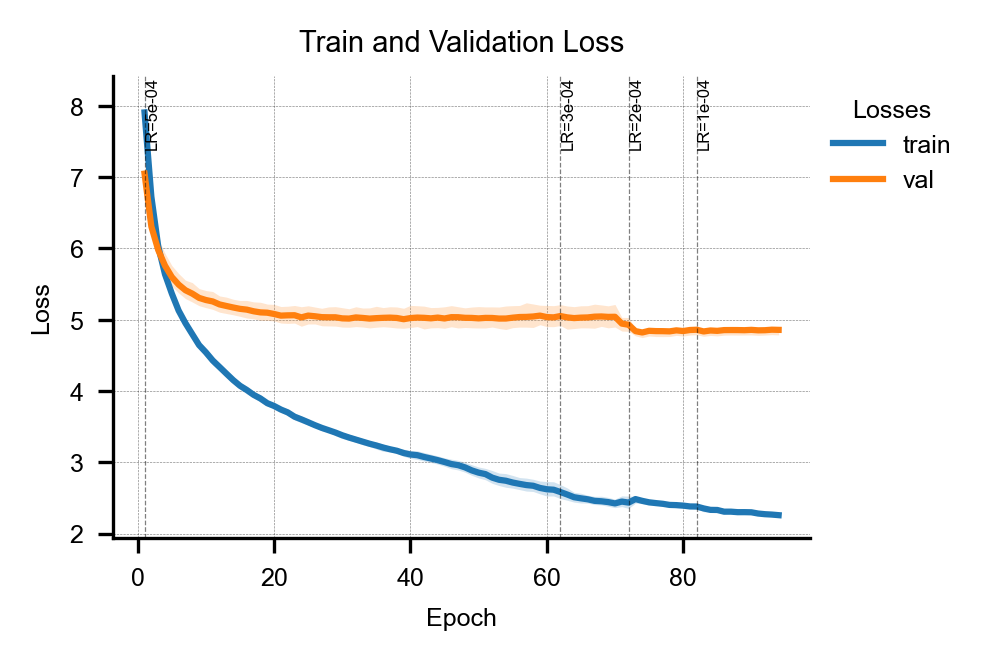 Train and Validation Loss
LR=5e-04
LR=3e-04
LR=2e-04
LR=1e-04
Losses
train
val
Loss
8
7
6
5
4
3
2
0
20
40
60
80
Epoch